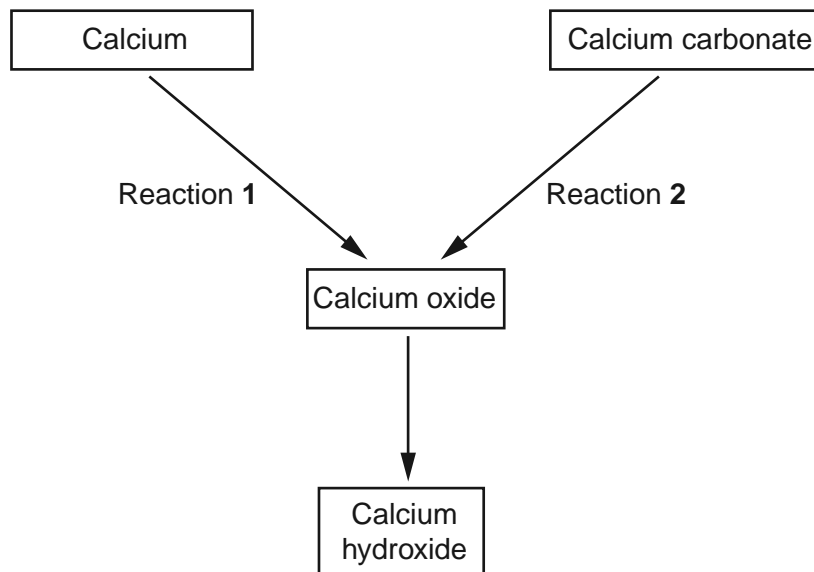 Calcium
Calcium carbonate
Reaction 1
Reaction 2
Calcium oxide
Calcium
hydroxide